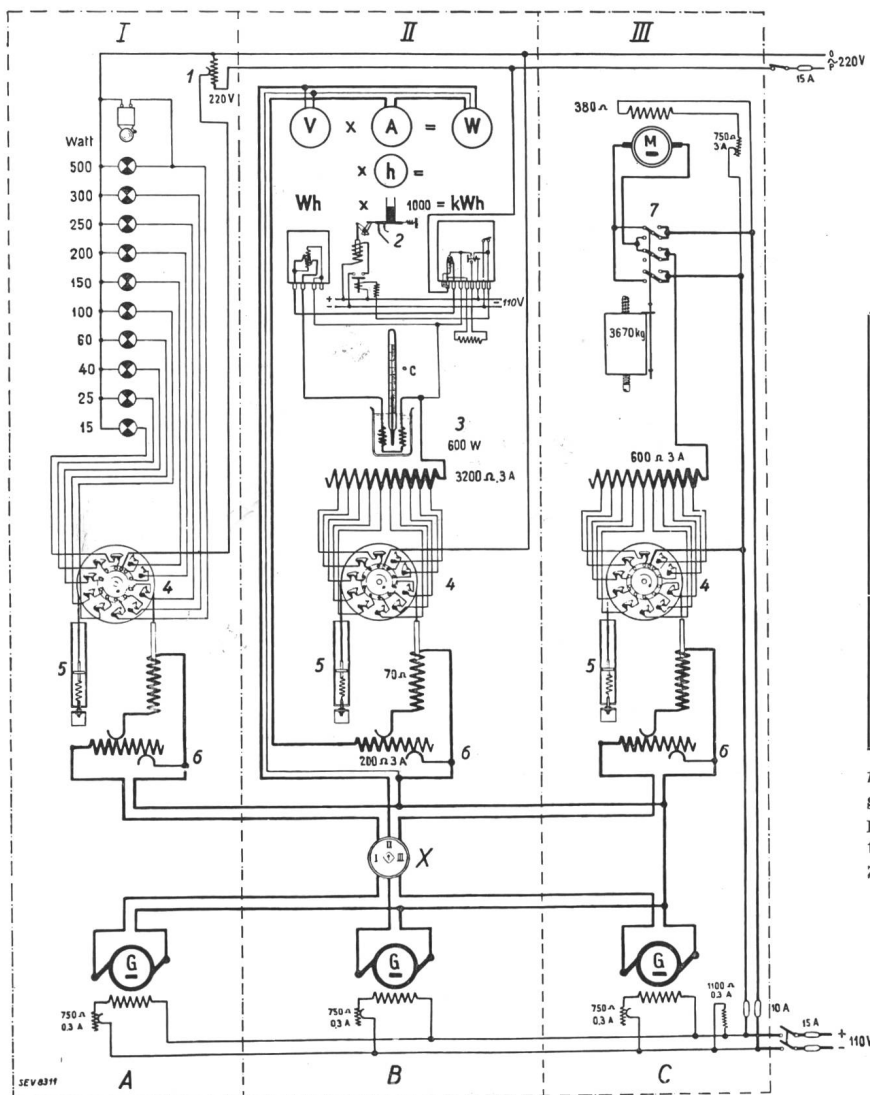 I II III
1
220 V
0
P
~220V
15 A
V x A = W
x h =
Wh x 1000 = kWh
2
+
-
-110V
°C
Watt
500
300
250
200
150
100
60
40
25
15
380 Ω
750 Ω
3 A
M
7
3670 kg
3
600 W
3200 Ω, 3 A
600 Ω 3 A
4 4 4
5 5 5
70 Ω
6
200 Ω 3 A
6
6
II
I III
X
G G G
750 Ω
0,3 A
750 Ω
0,3 A
750 Ω
0,3 A
1100 Ω
0,3 A
10 A
15 A
+
-
110V
SEV 8311
A B C